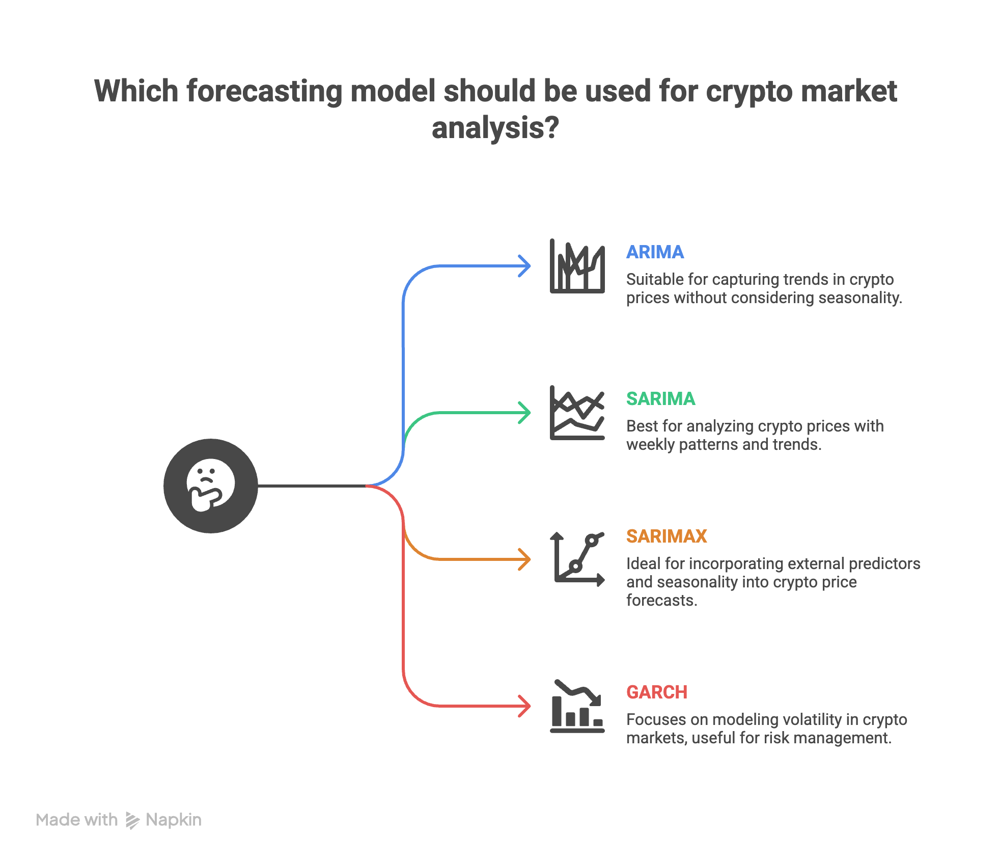 Which forecasting model should be used for crypto market
analysis?
ARIMA
Suitable for capturing trends in crypto
prices without considering seasonality.
SARIMA
Best for analyzing crypto prices with
weekly patterns and trends.
SARIMAX
Ideal for incorporating external predictors
and seasonality into crypto price
forecasts.
GARCH
Focuses on modeling volatility in crypto
markets, useful for risk management.
Made with Napkin